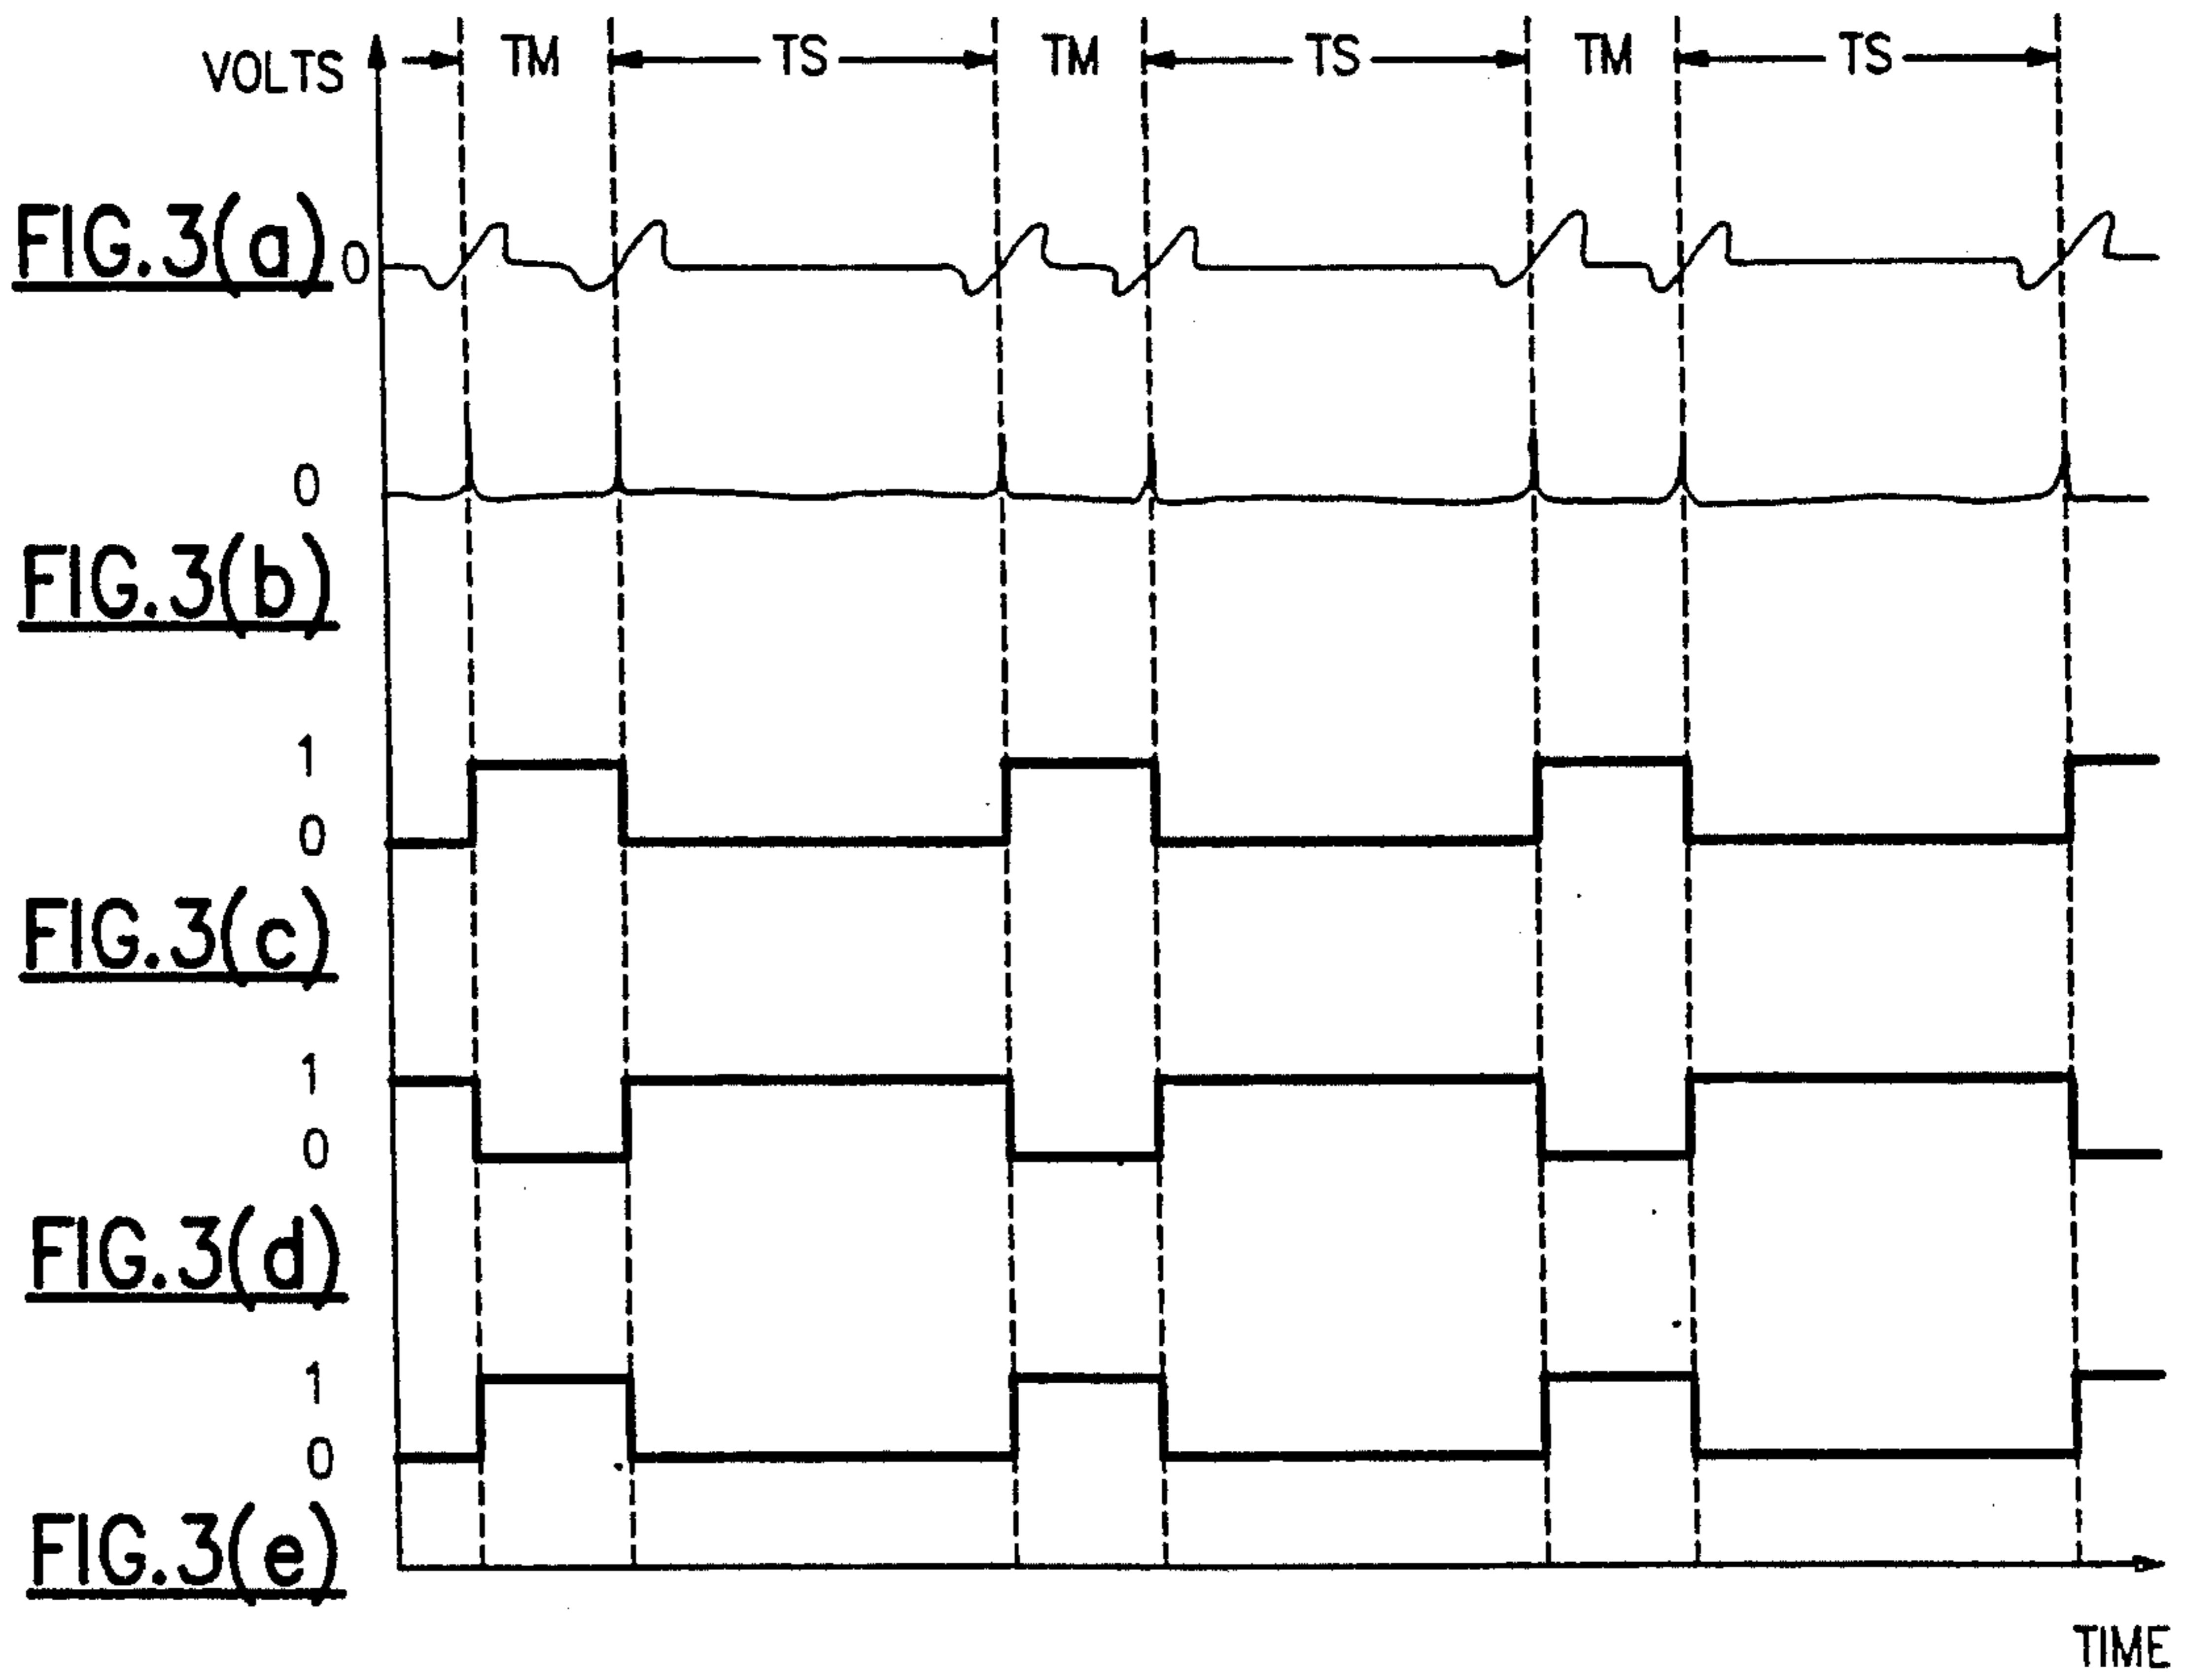 VOLTS TM TS TM TS TM TS
FIG.3(a) 0
0
FIG.3(b)
1
0
FIG.3(c)
1
0
FIG.3(d)
1
0
FIG.3(e)
TIME